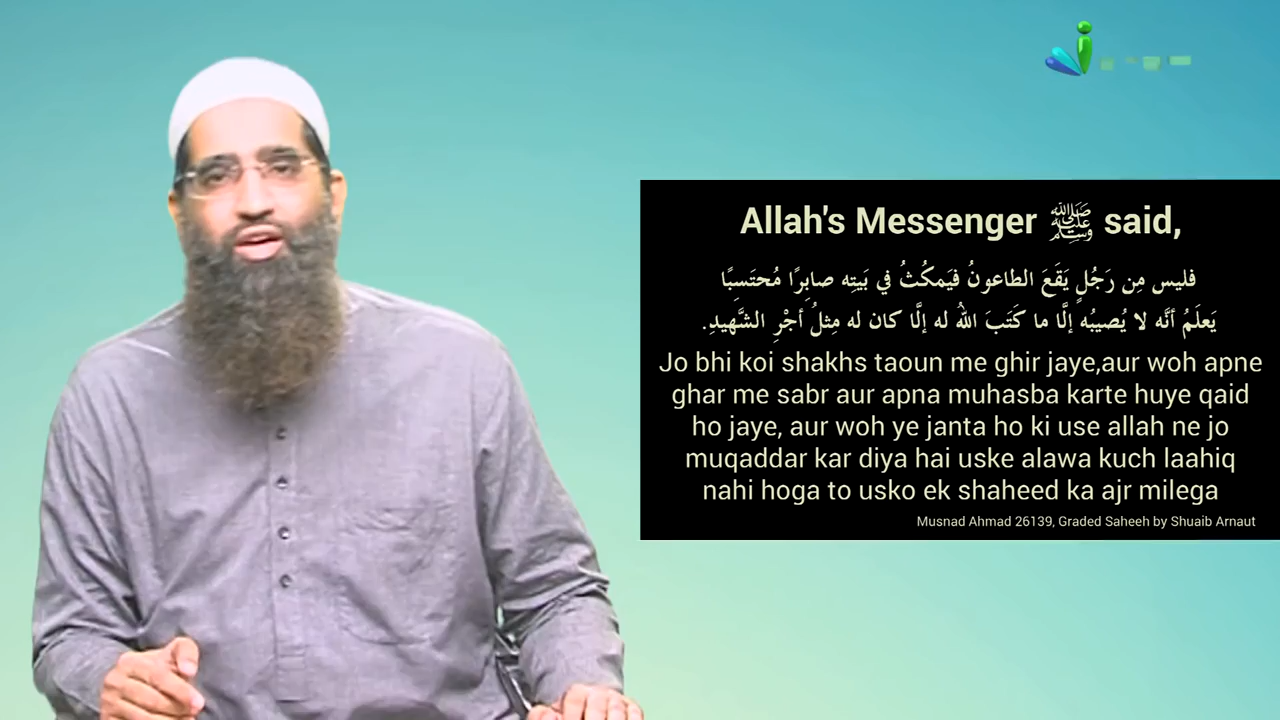 Allah's Messenger ﷺ said,
فليس مِن رَجُلٍ يَقَعَ الطاعونُ فيَمكُثُ في بَيتِه صابِرًا مُحتَسِبًا
يَعلَمُ أنَّه لا يُصيبُه إلَّا ما كَتَبَ اللهُ له إلَّا كان له مِثلُ أجْرِ الشَّهيدِ.
Jo bhi koi shakhs taoun me ghir jaye,aur woh apne
ghar me sabr aur apna muhasba karte huye qaid
ho jaye, aur woh ye janta ho ki use allah ne jo
muqaddar kar diya hai uske alawa kuch laahiq
nahi hoga to usko ek shaheed ka ajr milega
Musnad Ahmad 26139, Graded Saheeh by Shuaib Arnaut